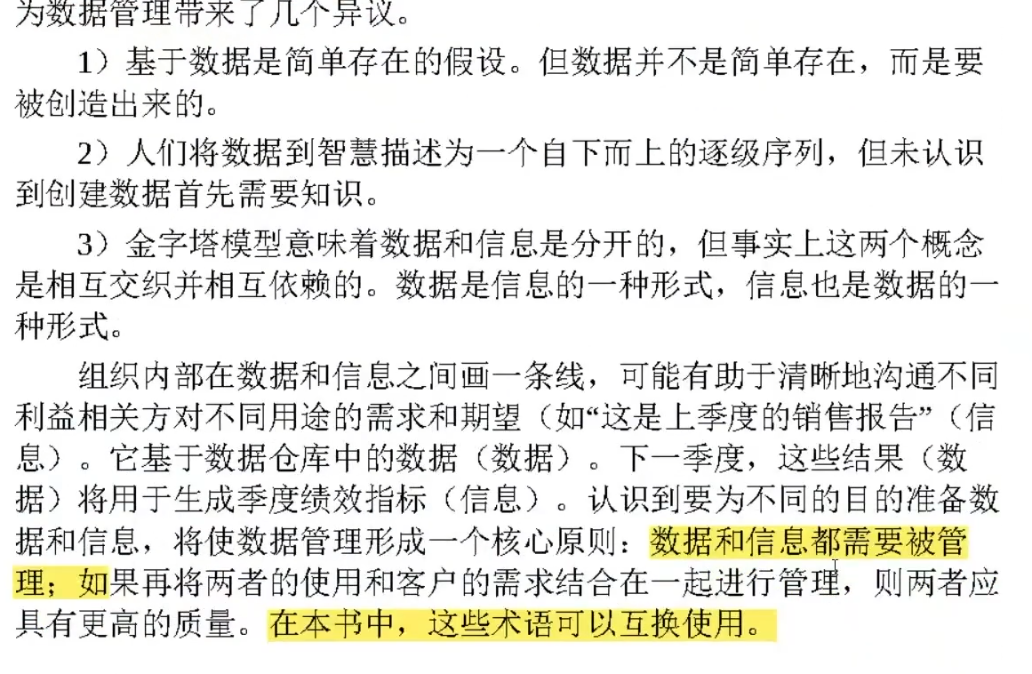 为数据管理带来了几个异议。
1）基于数据是简单存在的假设。但数据并不是简单存在，而是要
被创造出来的。
2）人们将数据到智慧描述为一个自下而上的逐级序列，但未认识
到创建数据首先需要知识。
3）金字塔模型意味着数据和信息是分开的，但事实上这两个概念
是相互交织并相互依赖的。数据是信息的一种形式，信息也是数据的一
种形式。
组织内部在数据和信息之间画一条线，可能有助于清晰地沟通不同
利益相关方对不同用途的需求和期望（如“这是上季度的销售报告”（信
息）。它基于数据仓库中的数据（数据）。下一季度，这些结果（数
据）将用于生成季度绩效指标（信息）。认识到要为不同的目的准备数
据和信息，将使数据管理形成一个核心原则：数据和信息都需要被管
理；如果再将两者的使用和客户的需求结合在一起进行管理，则两者应
具有更高的质量。在本书中，这些术语可以互换使用。